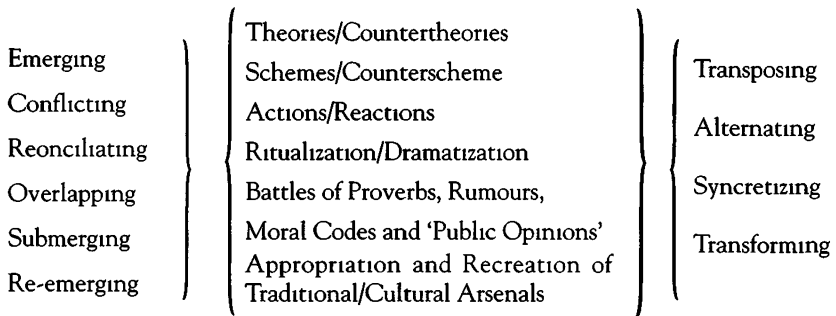 Emerging
Conflicting
Reonciliating
Overlapping
Submerging
Re-emerging
Theories/Countertheories
Schemes/Counterscheme
Actions/Reactions
Ritualization/Dramatization
Battles of Proverbs, Rumours,
Moral Codes and ‘Public Opinions’
Appropriation and Recreation of
Traditional/Cultural Arsenals
Transposing
Alternating
Syncretizing
Transforming